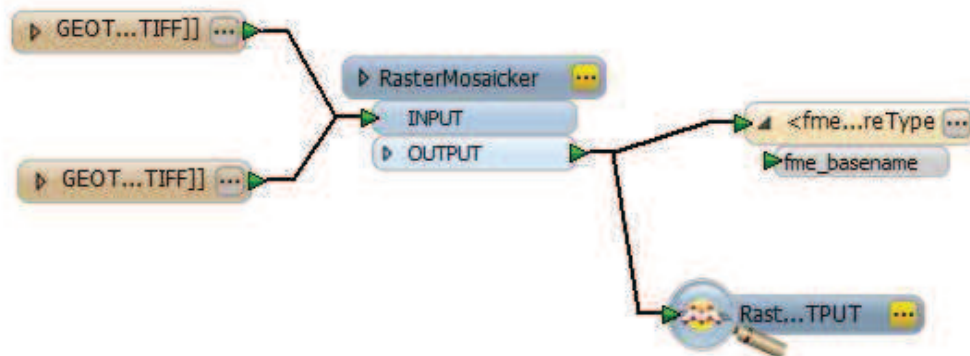 GEOT...TIFF]]
RasterMosaicker
INPUT
OUTPUT
<fme...reType
fme_basename
GEOT...TIFF]]
Rast...TPUT